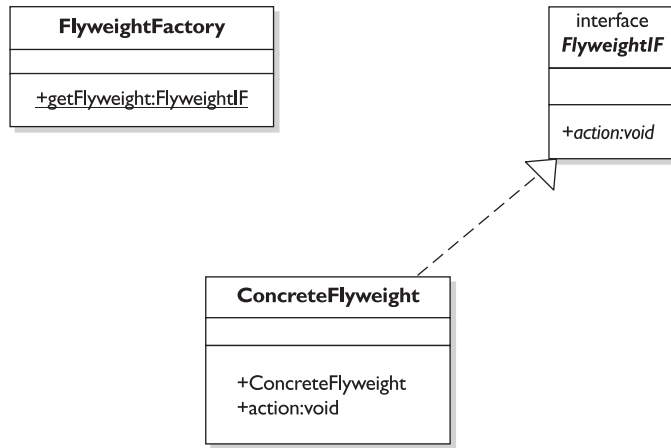 FlyweightFactory
+getFlyweight:FlyweightIF
interface
FlyweightIF
+action:void
ConcreteFlyweight
+ConcreteFlyweight
+action:void